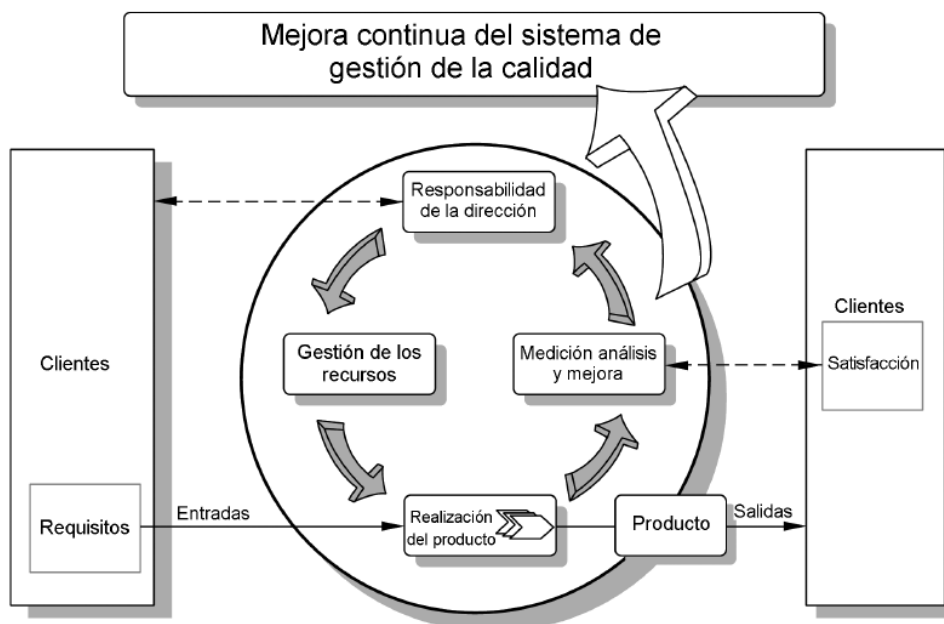 Mejora continua del sistema de
gestión de la calidad
Responsabilidad
de la dirección
Clientes
Gestión de los
recursos
Medición análisis
y mejora
Clientes
Satisfacción
Requisitos
Entradas
Realización
del producto
Producto
Salidas